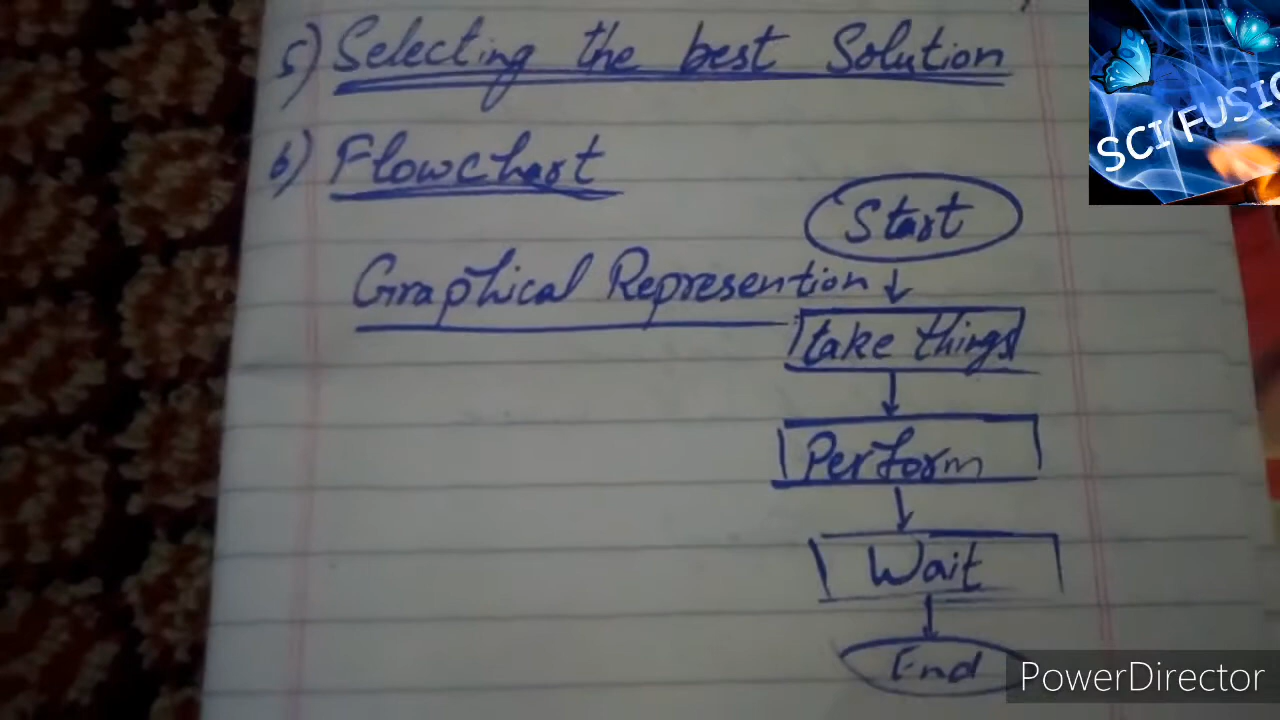 5) Selecting the best Solution
6) Flowchart
Graphical Represention
Start
take things
Perform
Wait
End
SCI FUSIO
PowerDirector